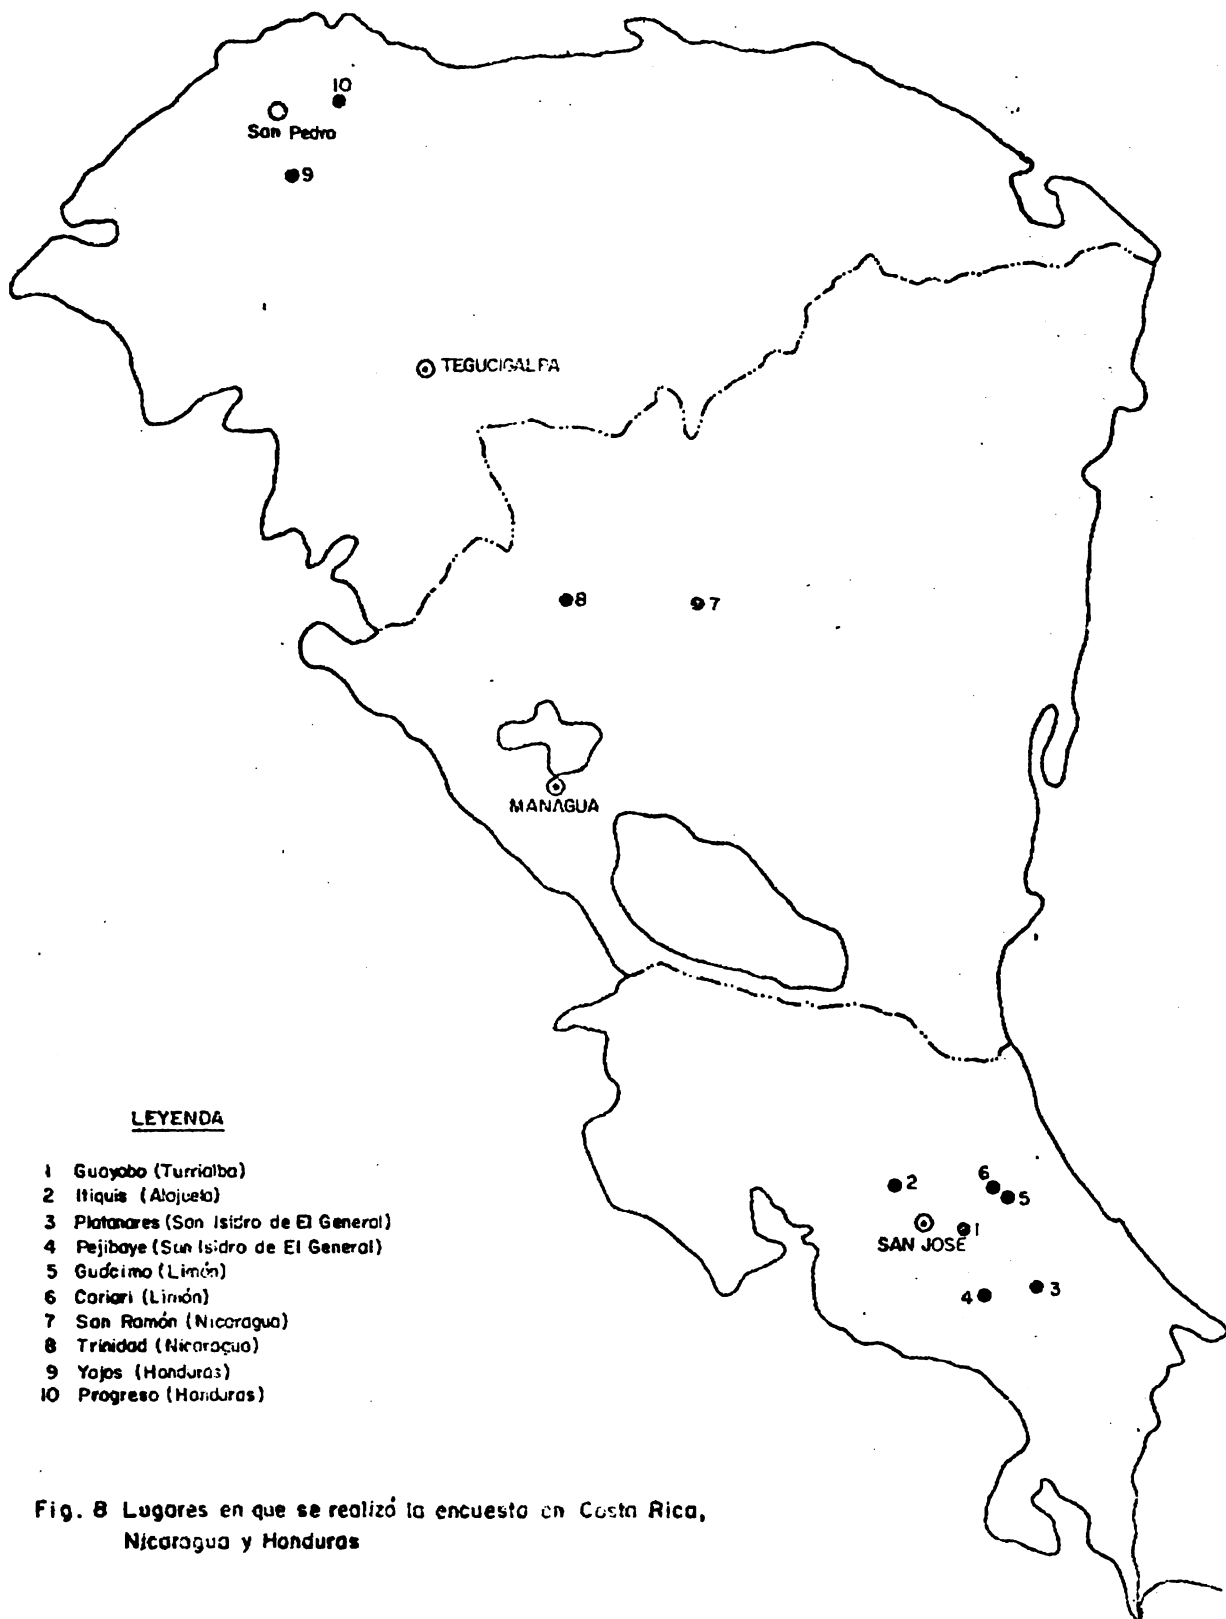 10
San Pedro
9
TEGUCIGALPA
8
7
MANAGUA
LEYENDA
1 Guayabo (Turrialba)
2 Itiquis (Alajuela)
3 Platanares (San Isidro de El General)
4 Pejibaye (San Isidro de El General)
5 Guácimo (Limón)
6 Cariari (Limón)
7 San Ramón (Nicaragua)
8 Trinidad (Nicaragua)
9 Yojos (Honduras)
10 Progreso (Honduras)
2
6
5
SAN JOSÉ
1
4
3
Fig. 8 Lugares en que se realizó la encuesta en Costa Rica,
Nicaragua y Honduras